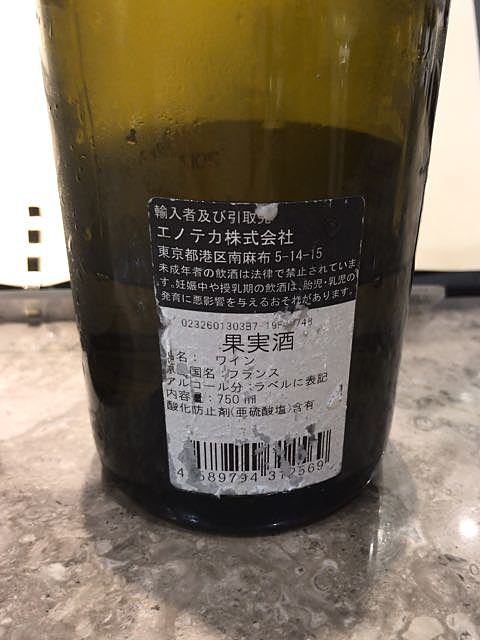 輸入者及び引取先
エノテカ株式会社
東京都港区南麻布 5-14-15
未成年者の飲酒は法律で禁止されていま
す。妊娠中や授乳期の飲酒は、胎児・乳児の
発育に悪影響を与えるおそれがあります。
果実酒
品名： ワイン
国名：フランス
アルコール分：ラベルに表記
内容量：750 ml
酸化防止剤(亜硫酸塩)含有